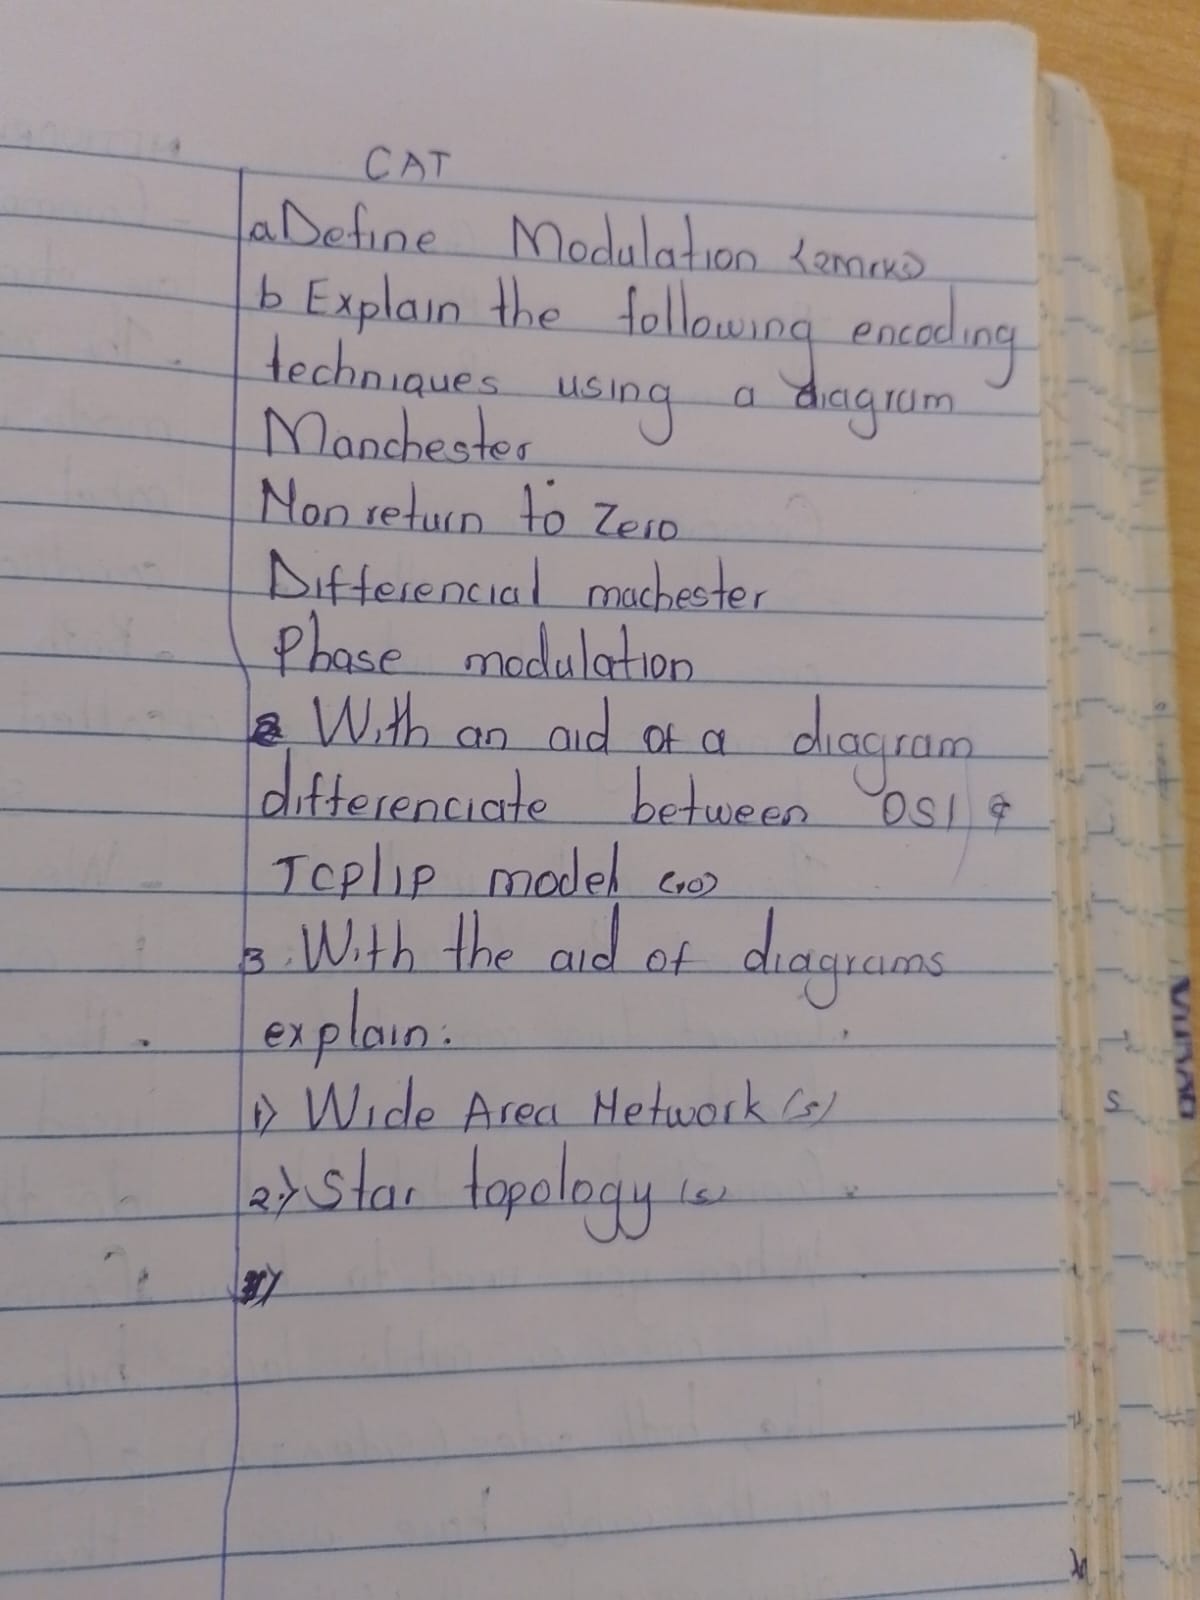 CAT
a Define Modulation (2mrks)
b Explain the following encoding
techniques using a diagram
Manchester
Non return to Zero
Differencial machester
Phase modulation
2 With an aid of a diagram
differenciate between OSI &
TCP/IP model (10)
3. With the aid of diagrams
explain:
1) Wide Area Network (5)
2) Star topology (5)